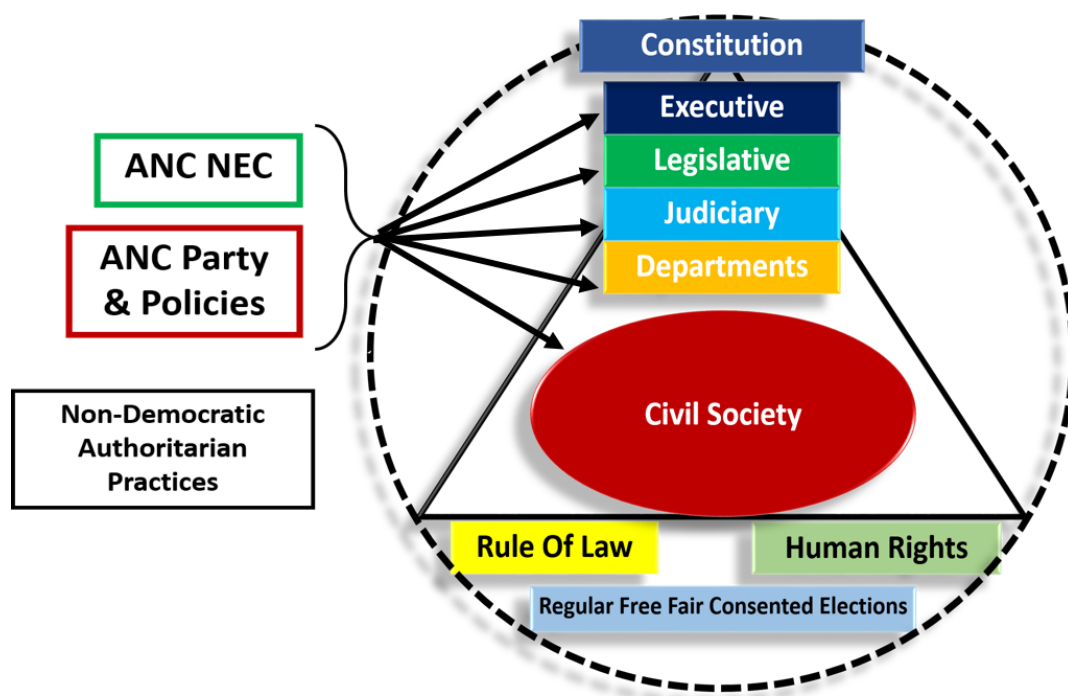 ANC NEC
ANC Party
& Policies
Non-Democratic
Authoritarian
Practices
Constitution
Executive
Legislative
Judiciary
Departments
Civil Society
Rule Of Law
Human Rights
Regular Free Fair Consented Elections